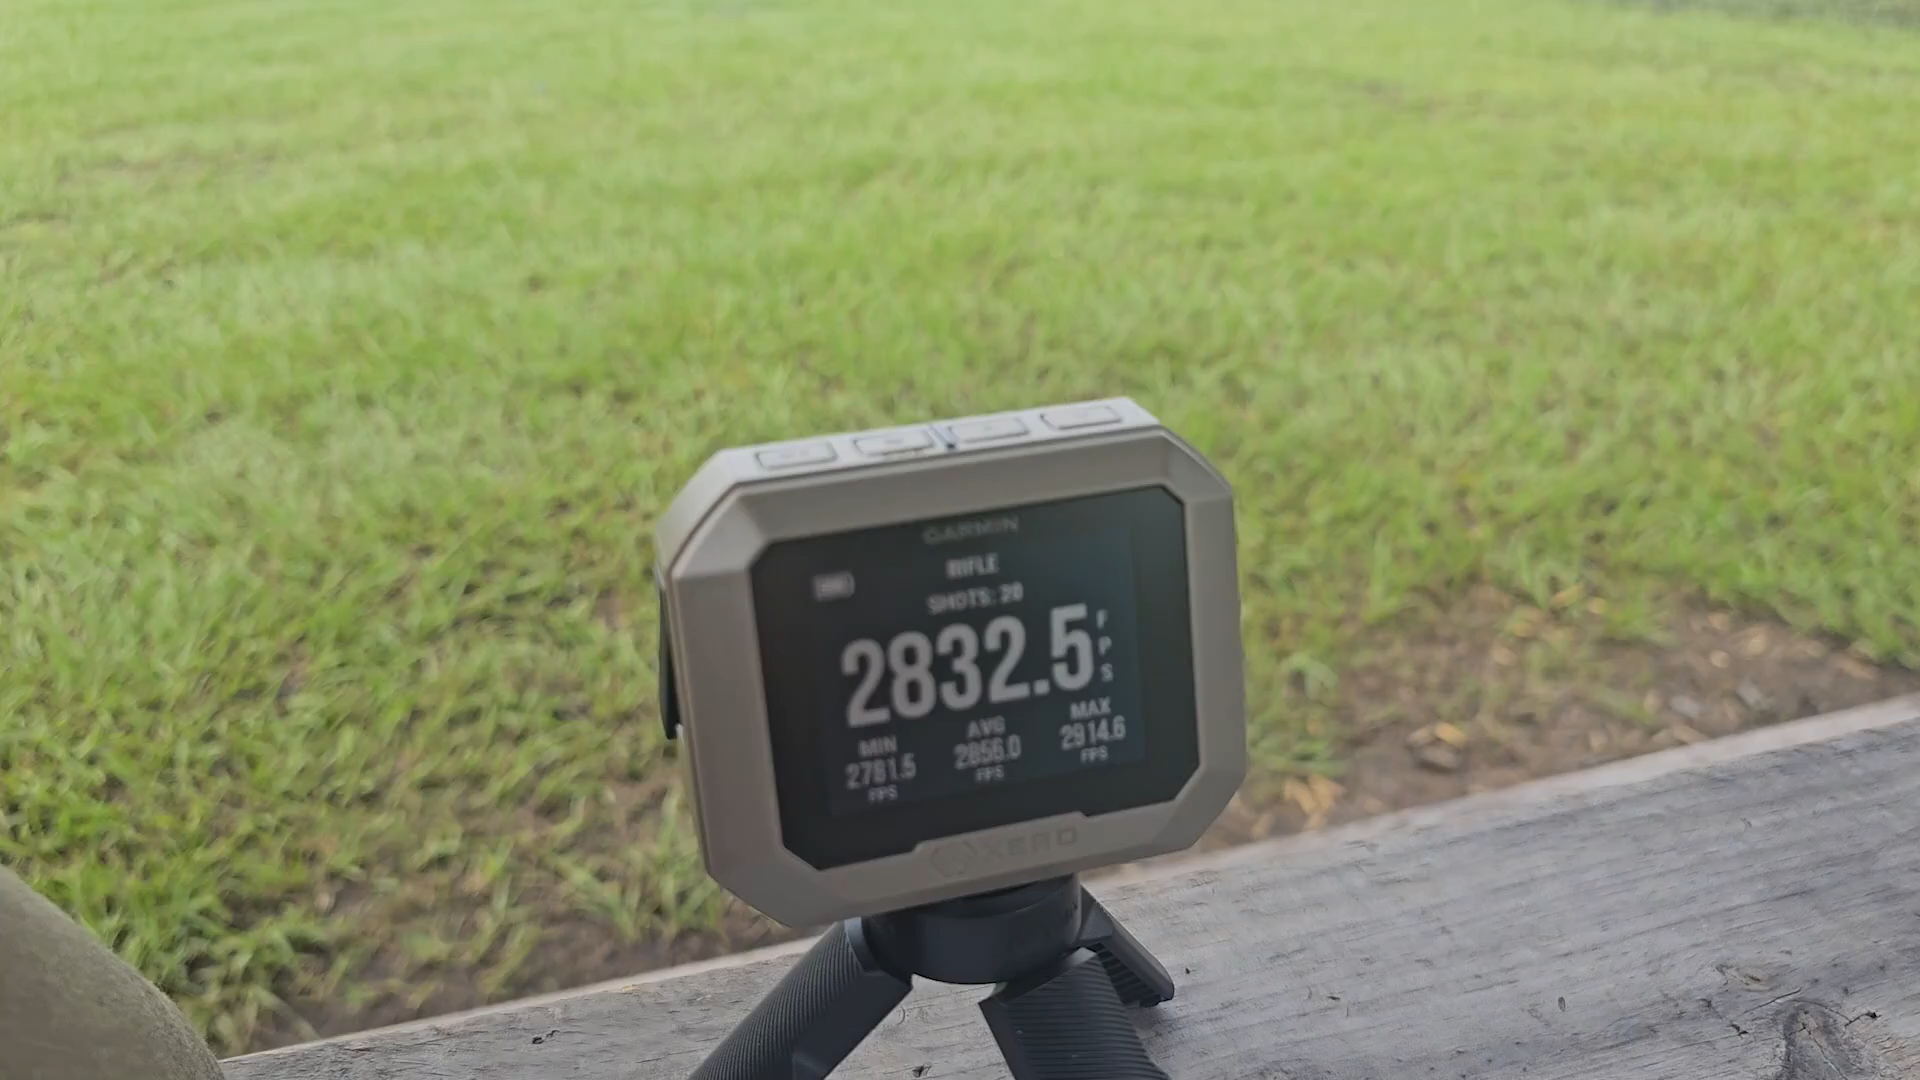 GARMIN
RIFLE
SHOTS: 20
2832.5 FPS
MIN AVG MAX
2781.5 2856.0 2914.6
FPS FPS FPS
XERO